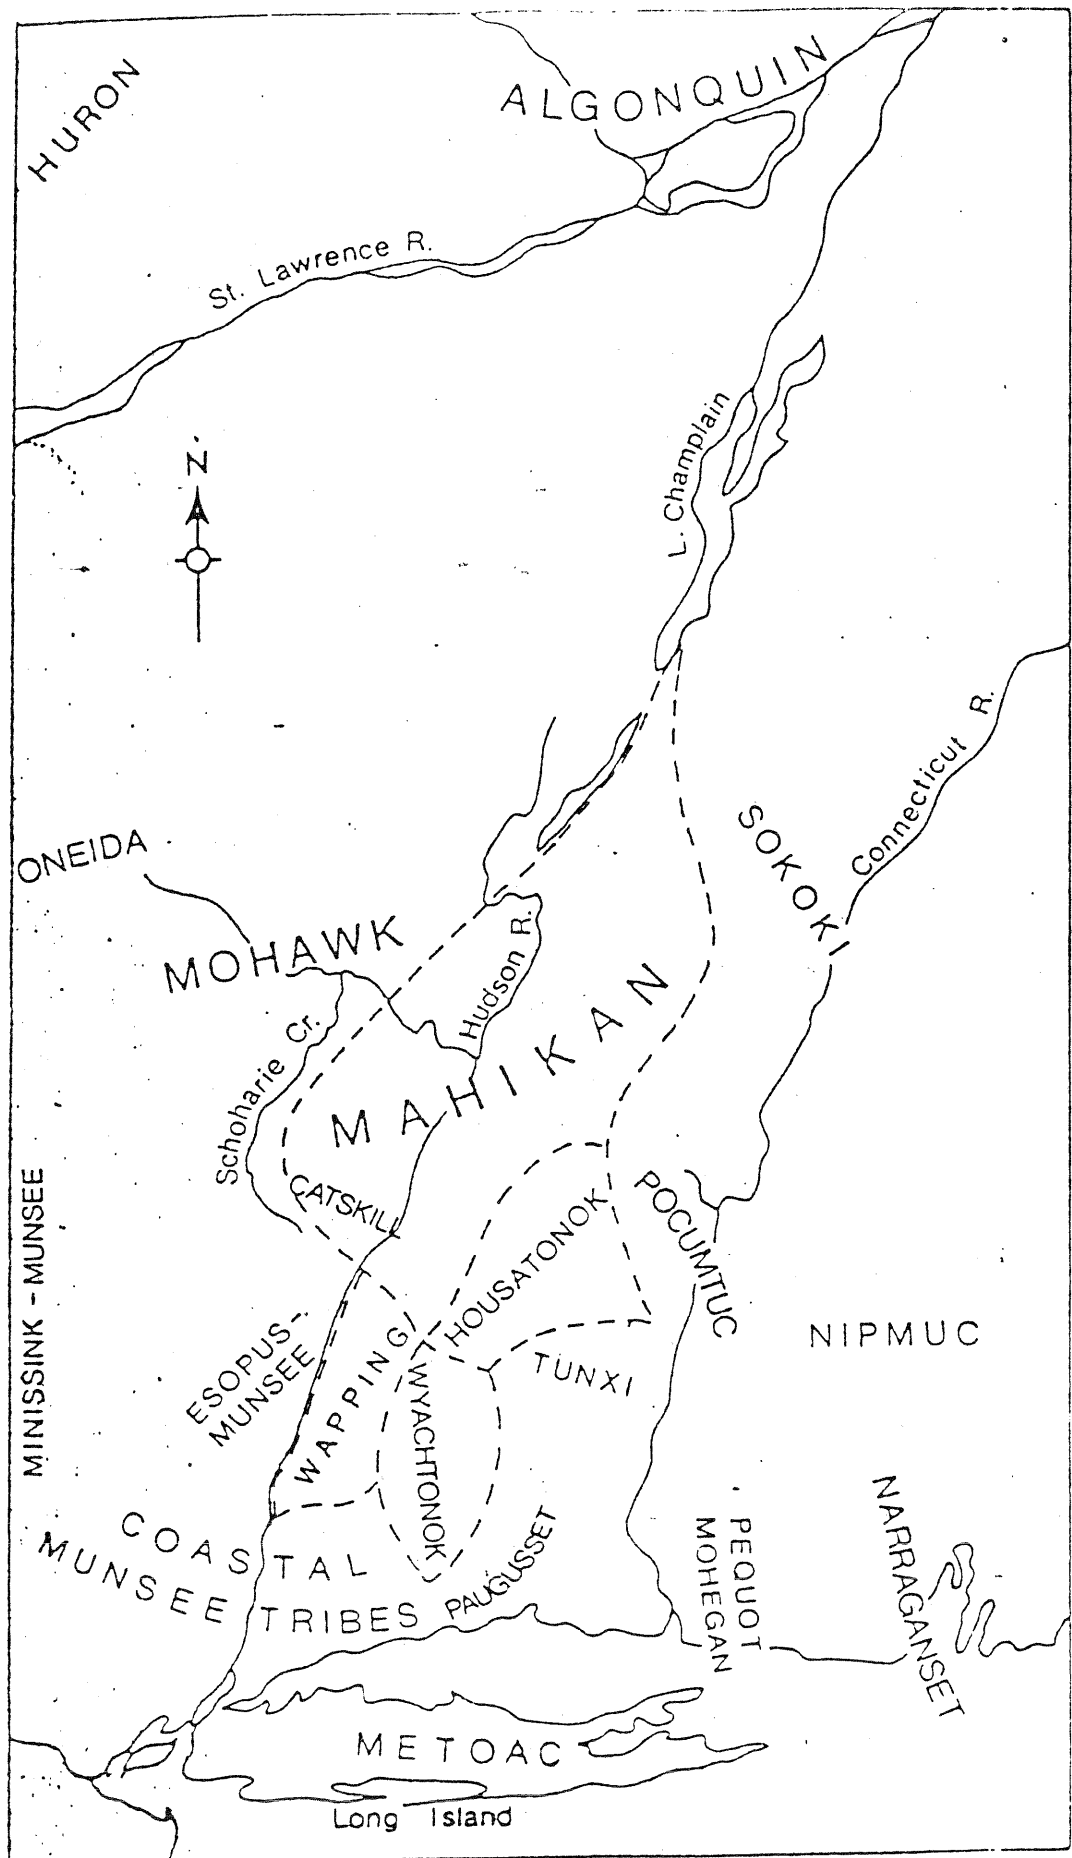 HURON
ALGONQUIN
St. Lawrence R.
N
L. Champlain
Connecticut R.
SOKOKI
ONEIDA
MOHAWK
Hudson R.
Schoharie Cr.
MAHIKAN
CATSKILL
POCUMTUC
HOUSATONOK
MINISSINK - MUNSEE
ESOPUS-
MUNSEE
WAPPING
WYACHTONOK
TUNXI
NIPMUC
COASTAL
MUNSEE TRIBES
PAUGUSSET
PEQUOT
MOHEGAN
NARRAGANSET
METOAC
Long Island